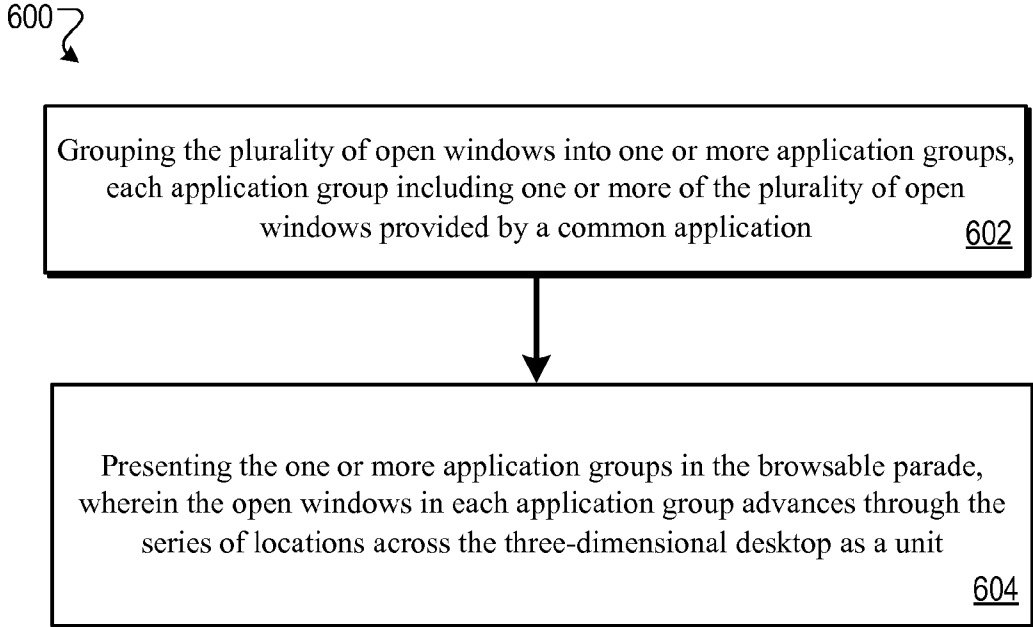 600
Grouping the plurality of open windows into one or more application groups,
each application group including one or more of the plurality of open
windows provided by a common application
602
Presenting the one or more application groups in the browsable parade,
wherein the open windows in each application group advances through the
series of locations across the three-dimensional desktop as a unit
604